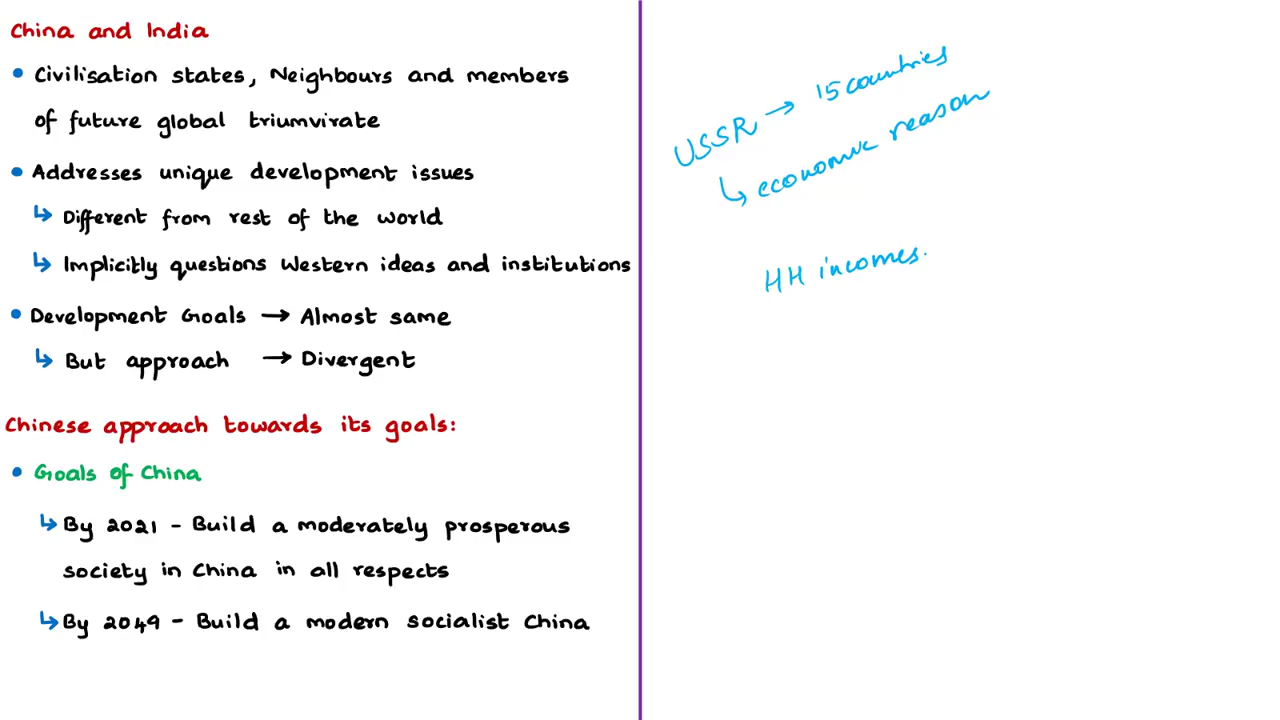 China and India
• Civilisation states, Neighbours and members
of future global triumvirate
• Addresses unique development issues
↳ Different from rest of the world
↳ Implicitly questions Western ideas and institutions
• Development Goals → Almost same
↳ But approach → Divergent
Chinese approach towards its goals:
• Goals of China
↳ By 2021 - Build a moderately prosperous
society in China in all respects
↳ By 2049 - Build a modern socialist China
USSR → 15 countries
↳ economic reason
HH incomes.